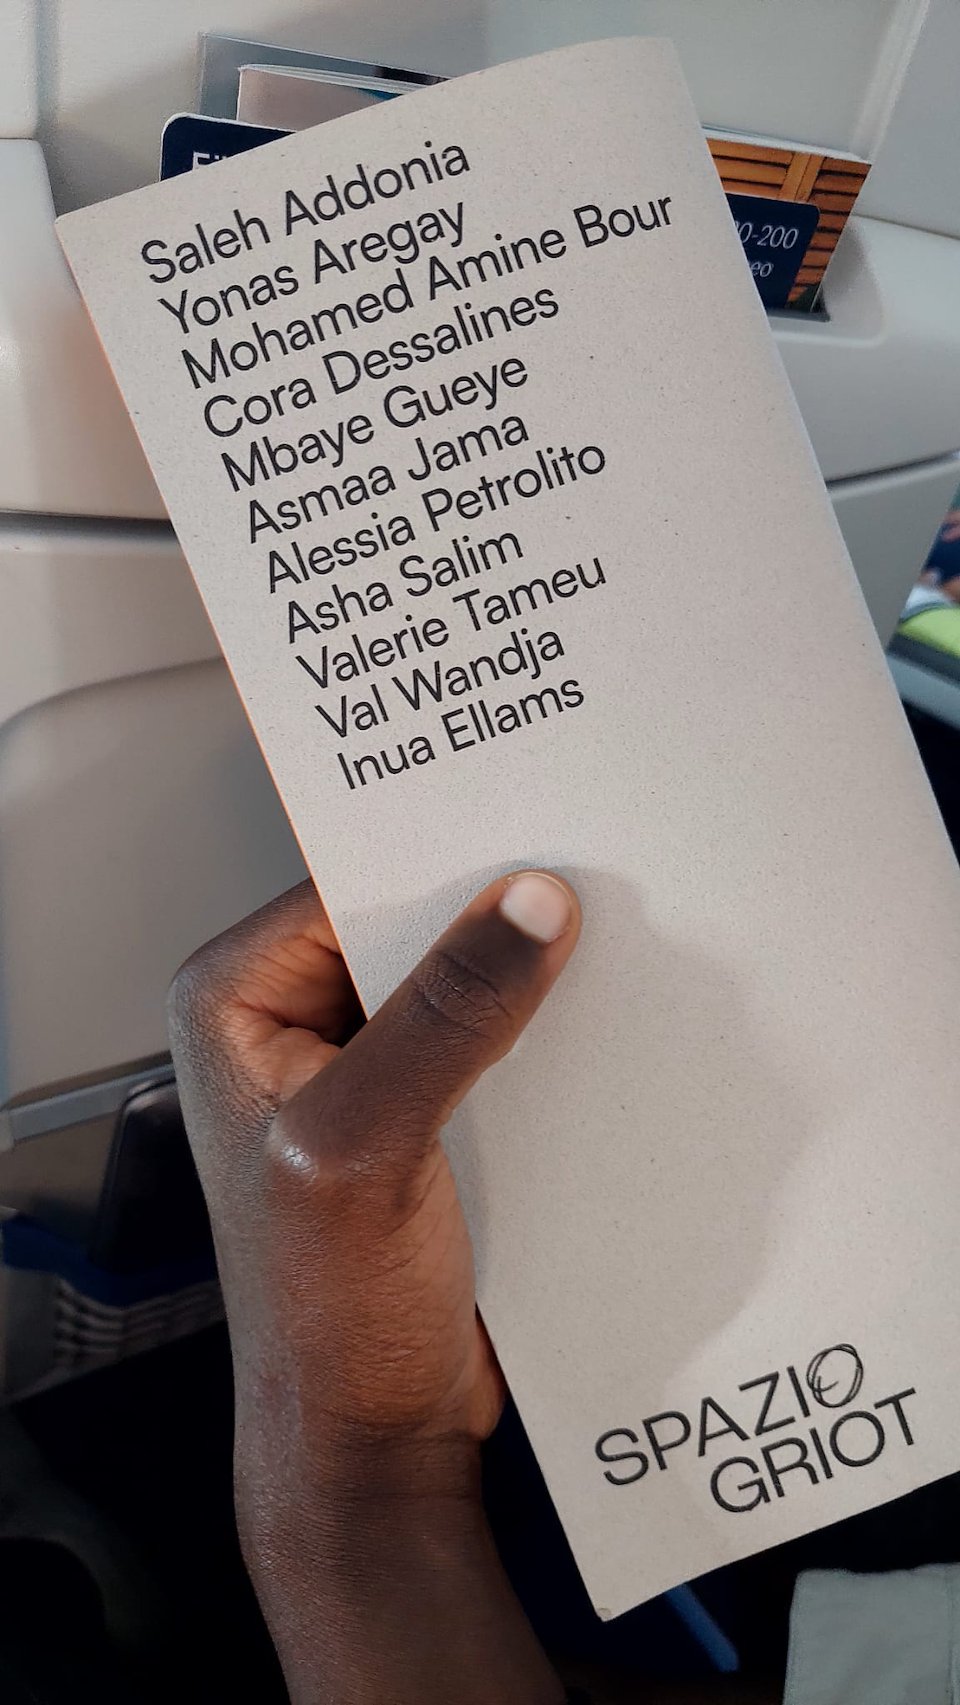 Saleh Addonia
Yonas Aregay
Mohamed Amine Bour
Cora Dessalines
Mbaye Gueye
Asmaa Jama
Alessia Petrolito
Asha Salim
Valerie Tameu
Val Wandja
Inua Ellams
SPAZIO
GRIOT